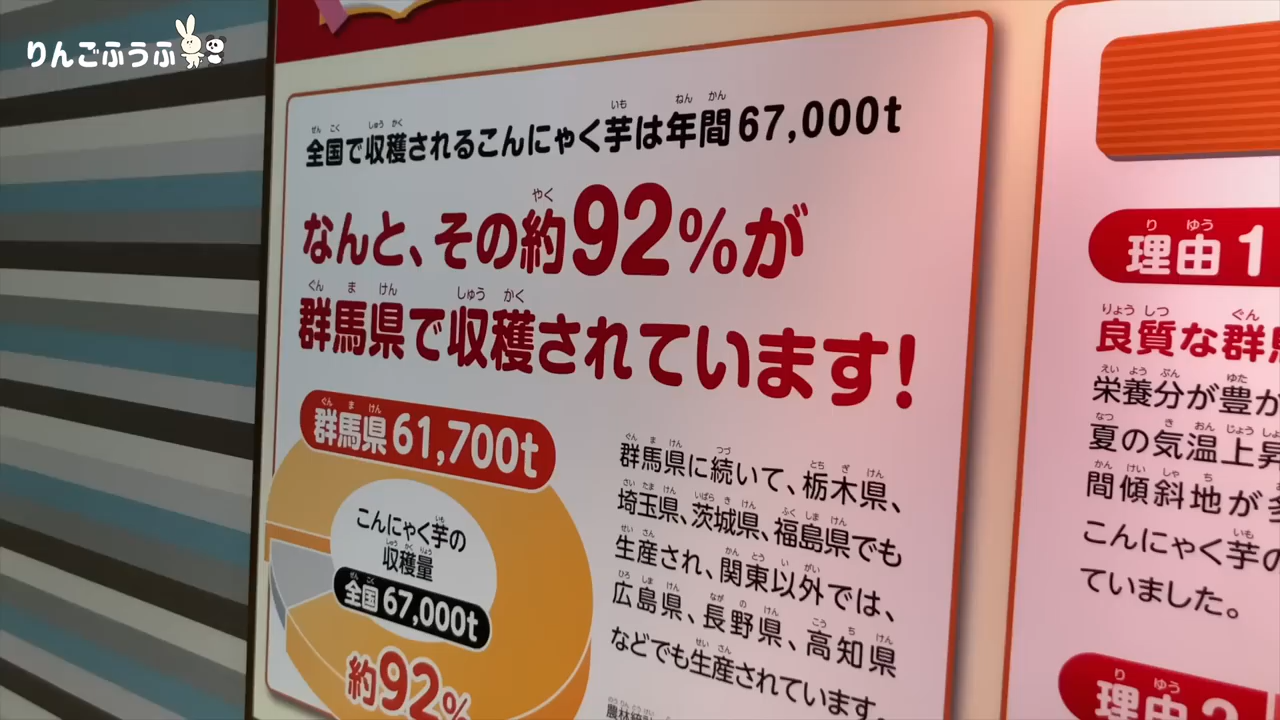 りんごふうふ
全国で収穫されるこんにゃく芋は年間67,000t
なんと、その約92%が
群馬県で収穫されています!
群馬県61,700t
こんにゃく芋の
収穫量
全国67,000t
約92%
群馬県に続いて、栃木県、
埼玉県、茨城県、福島県でも
生産され、関東以外では、
広島県、長野県、高知県
などでも生産されています。
農林統計
理由1
良質な群馬
栄養分が豊か
夏の気温上昇
間傾斜地が多
こんにゃく芋の
ていました。
理由2